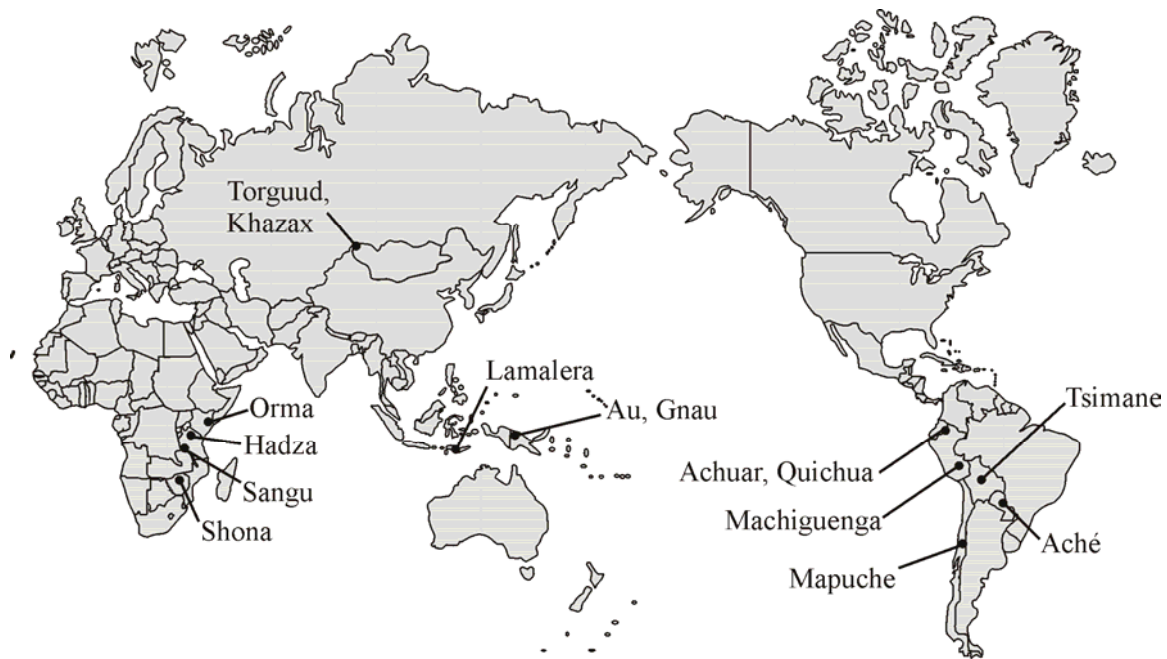 Torguud,
Khazax
Lamalera
Tsimane
Orma
Au, Gnau
Hadza
Achuar, Quichua
Sangu
Machiguenga
Shona
Aché
Mapuche